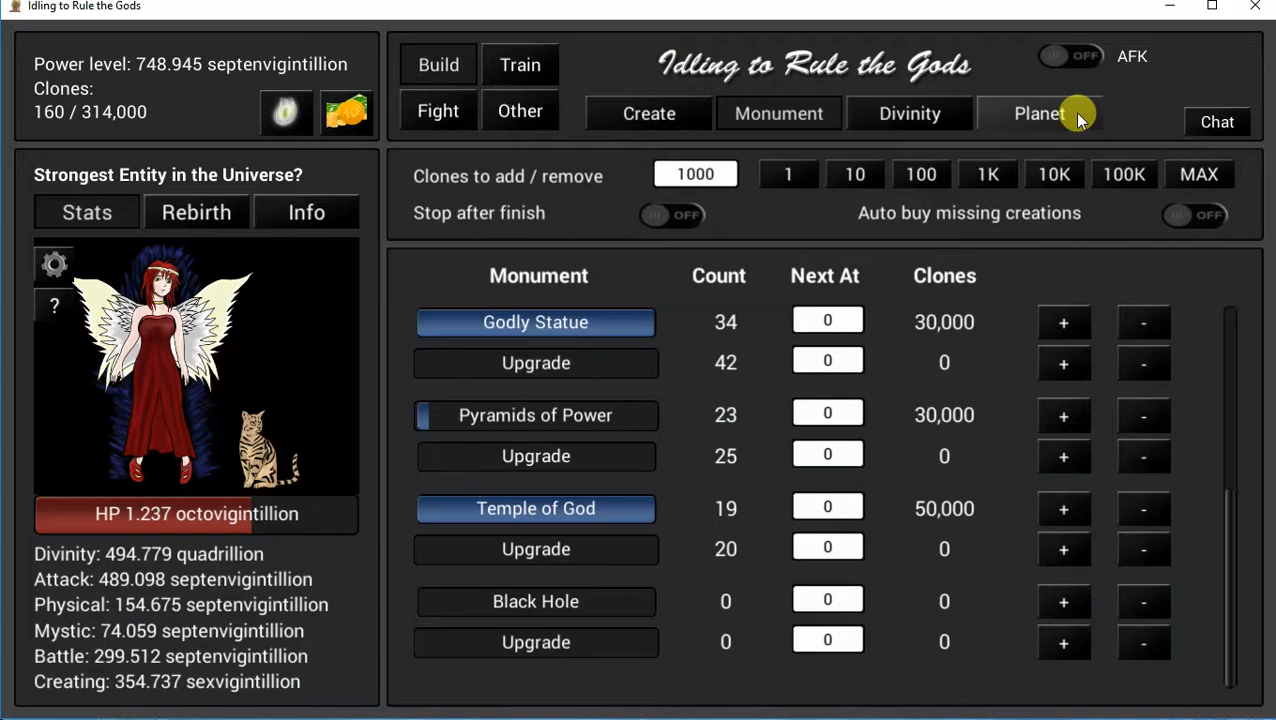 Idling to Rule the Gods
Power level: 748.945 septenvigintillion
Clones:
160 / 314,000
Build
Train
Fight
Other
Idling to Rule the Gods
OFF
AFK
Create
Monument
Divinity
Planet
Chat
Strongest Entity in the Universe?
Stats
Rebirth
Info
?
HP 1.237 octovigintillion
Divinity: 494.779 quadrillion
Attack: 489.098 septenvigintillion
Physical: 154.675 septenvigintillion
Mystic: 74.059 septenvigintillion
Battle: 299.512 septenvigintillion
Creating: 354.737 sexvigintillion
Clones to add / remove 1000 1 10 100 1K 10K 100K MAX
Stop after finish OFF Auto buy missing creations OFF
Monument Count Next At Clones
Godly Statue 34 0 30,000 + -
Upgrade 42 0 0 + -
Pyramids of Power 23 0 30,000 + -
Upgrade 25 0 0 + -
Temple of God 19 0 50,000 + -
Upgrade 20 0 0 + -
Black Hole 0 0 0 + -
Upgrade 0 0 0 + -